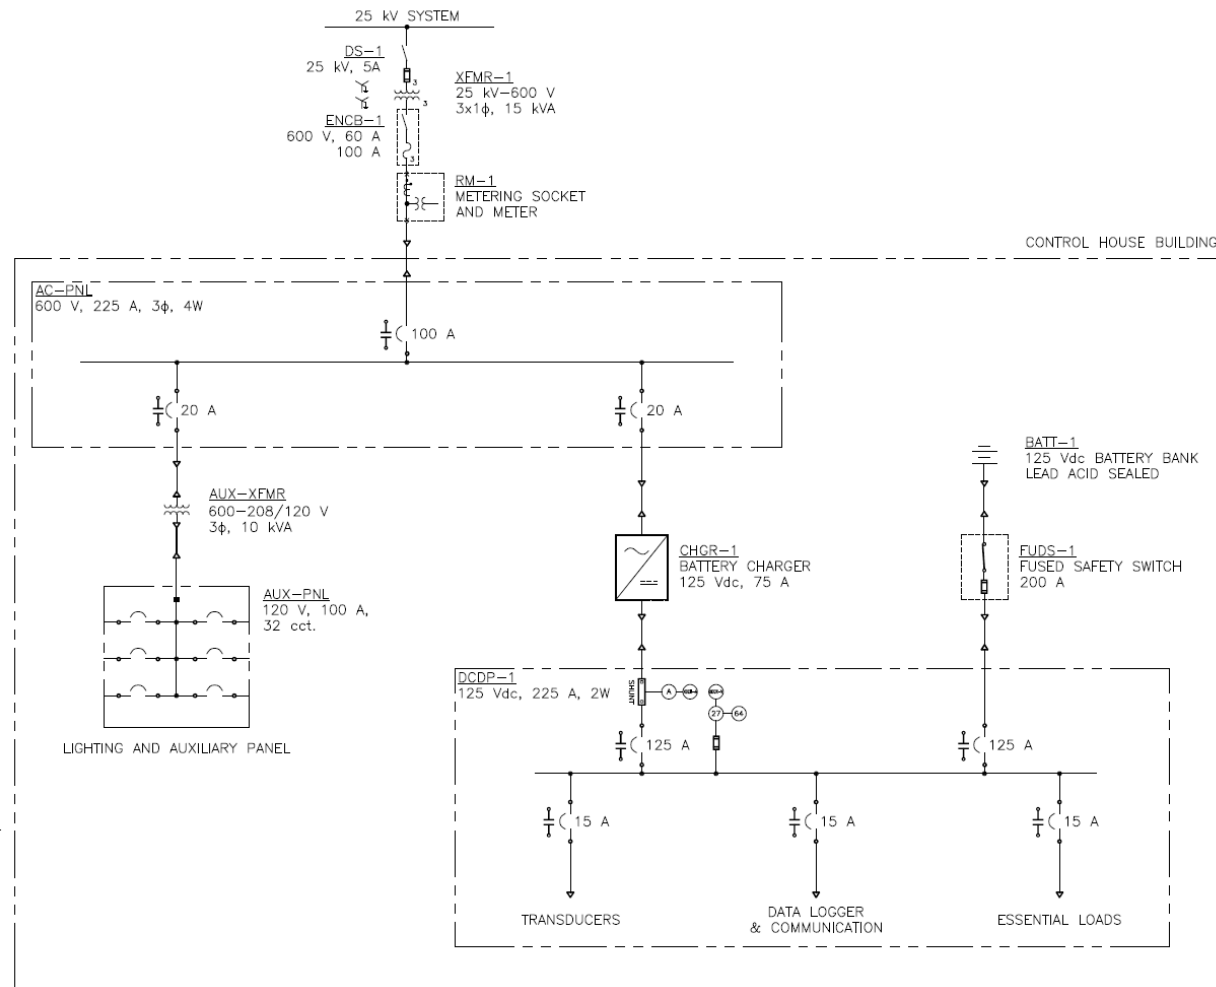 25 kV SYSTEM
DS-1
25 kV, 5A
3
XFMR-1
25 kV-600 V
3x1ϕ, 15 kVA
3
ENCB-1
600 V, 60 A
100 A
3
RM-1
METERING SOCKET
AND METER
CONTROL HOUSE BUILDING
AC-PNL
600 V, 225 A, 3ϕ, 4W
100 A
20 A
20 A
AUX-XFMR
600-208/120 V
3ϕ, 10 kVA
BATT-1
125 Vdc BATTERY BANK
LEAD ACID SEALED
CHGR-1
BATTERY CHARGER
125 Vdc, 75 A
FUDS-1
FUSED SAFETY SWITCH
200 A
AUX-PNL
120 V, 100 A,
32 cct.
LIGHTING AND AUXILIARY PANEL
DCDP-1
125 Vdc, 225 A, 2W
SHUNT
A
27
64
125 A
125 A
15 A
15 A
15 A
TRANSDUCERS
DATA LOGGER
& COMMUNICATION
ESSENTIAL LOADS